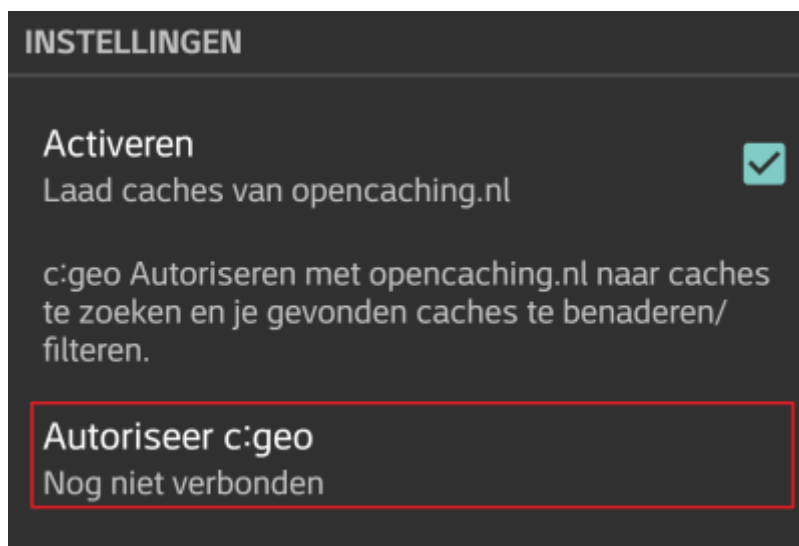 INSTELLINGEN
Activeren
Laad caches van opencaching.nl
c:geo Autoriseren met opencaching.nl naar caches
te zoeken en je gevonden caches te benaderen/
filteren.
Autoriseer c:geo
Nog niet verbonden